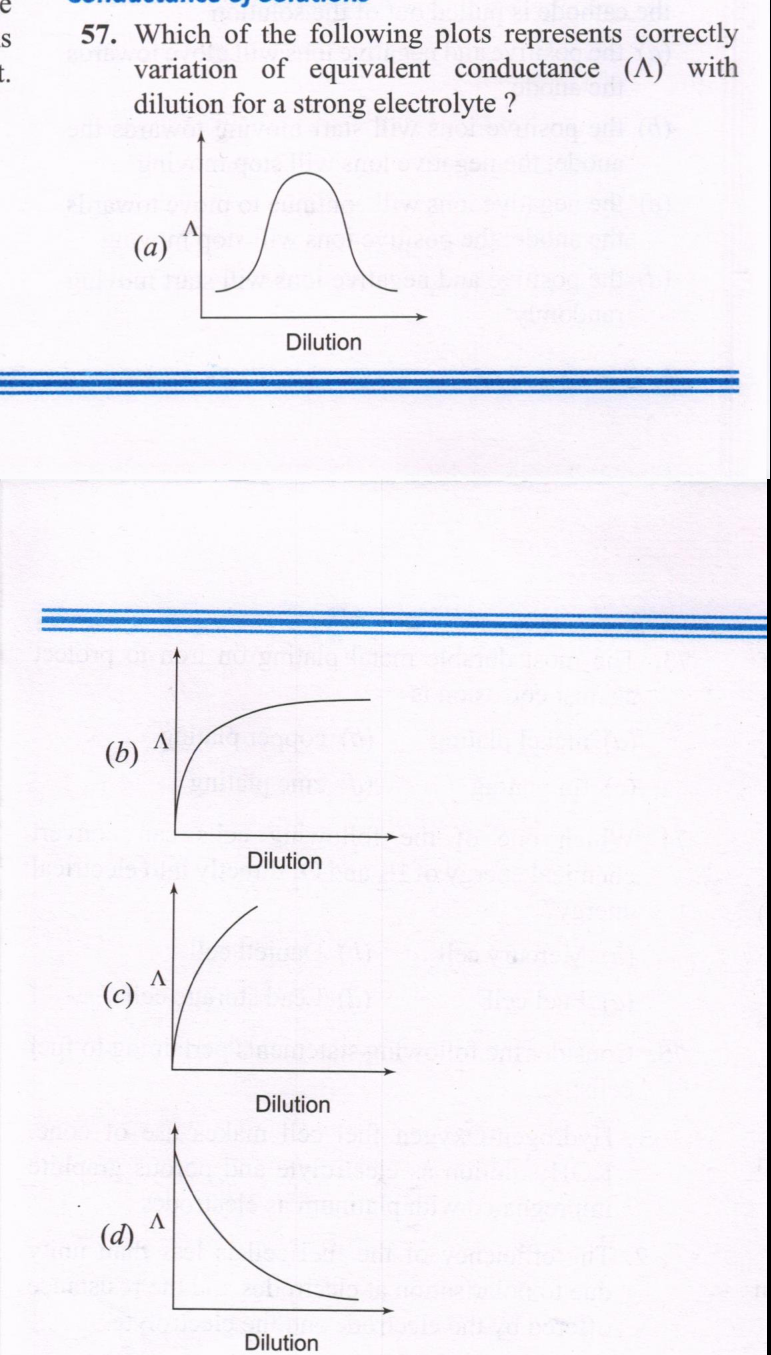 57. Which of the following plots represents correctly
variation of equivalent conductance (Λ) with
dilution for a strong electrolyte ?
(a)
Λ
Dilution
(b)
Λ
Dilution
(c)
Λ
Dilution
(d)
Λ
Dilution